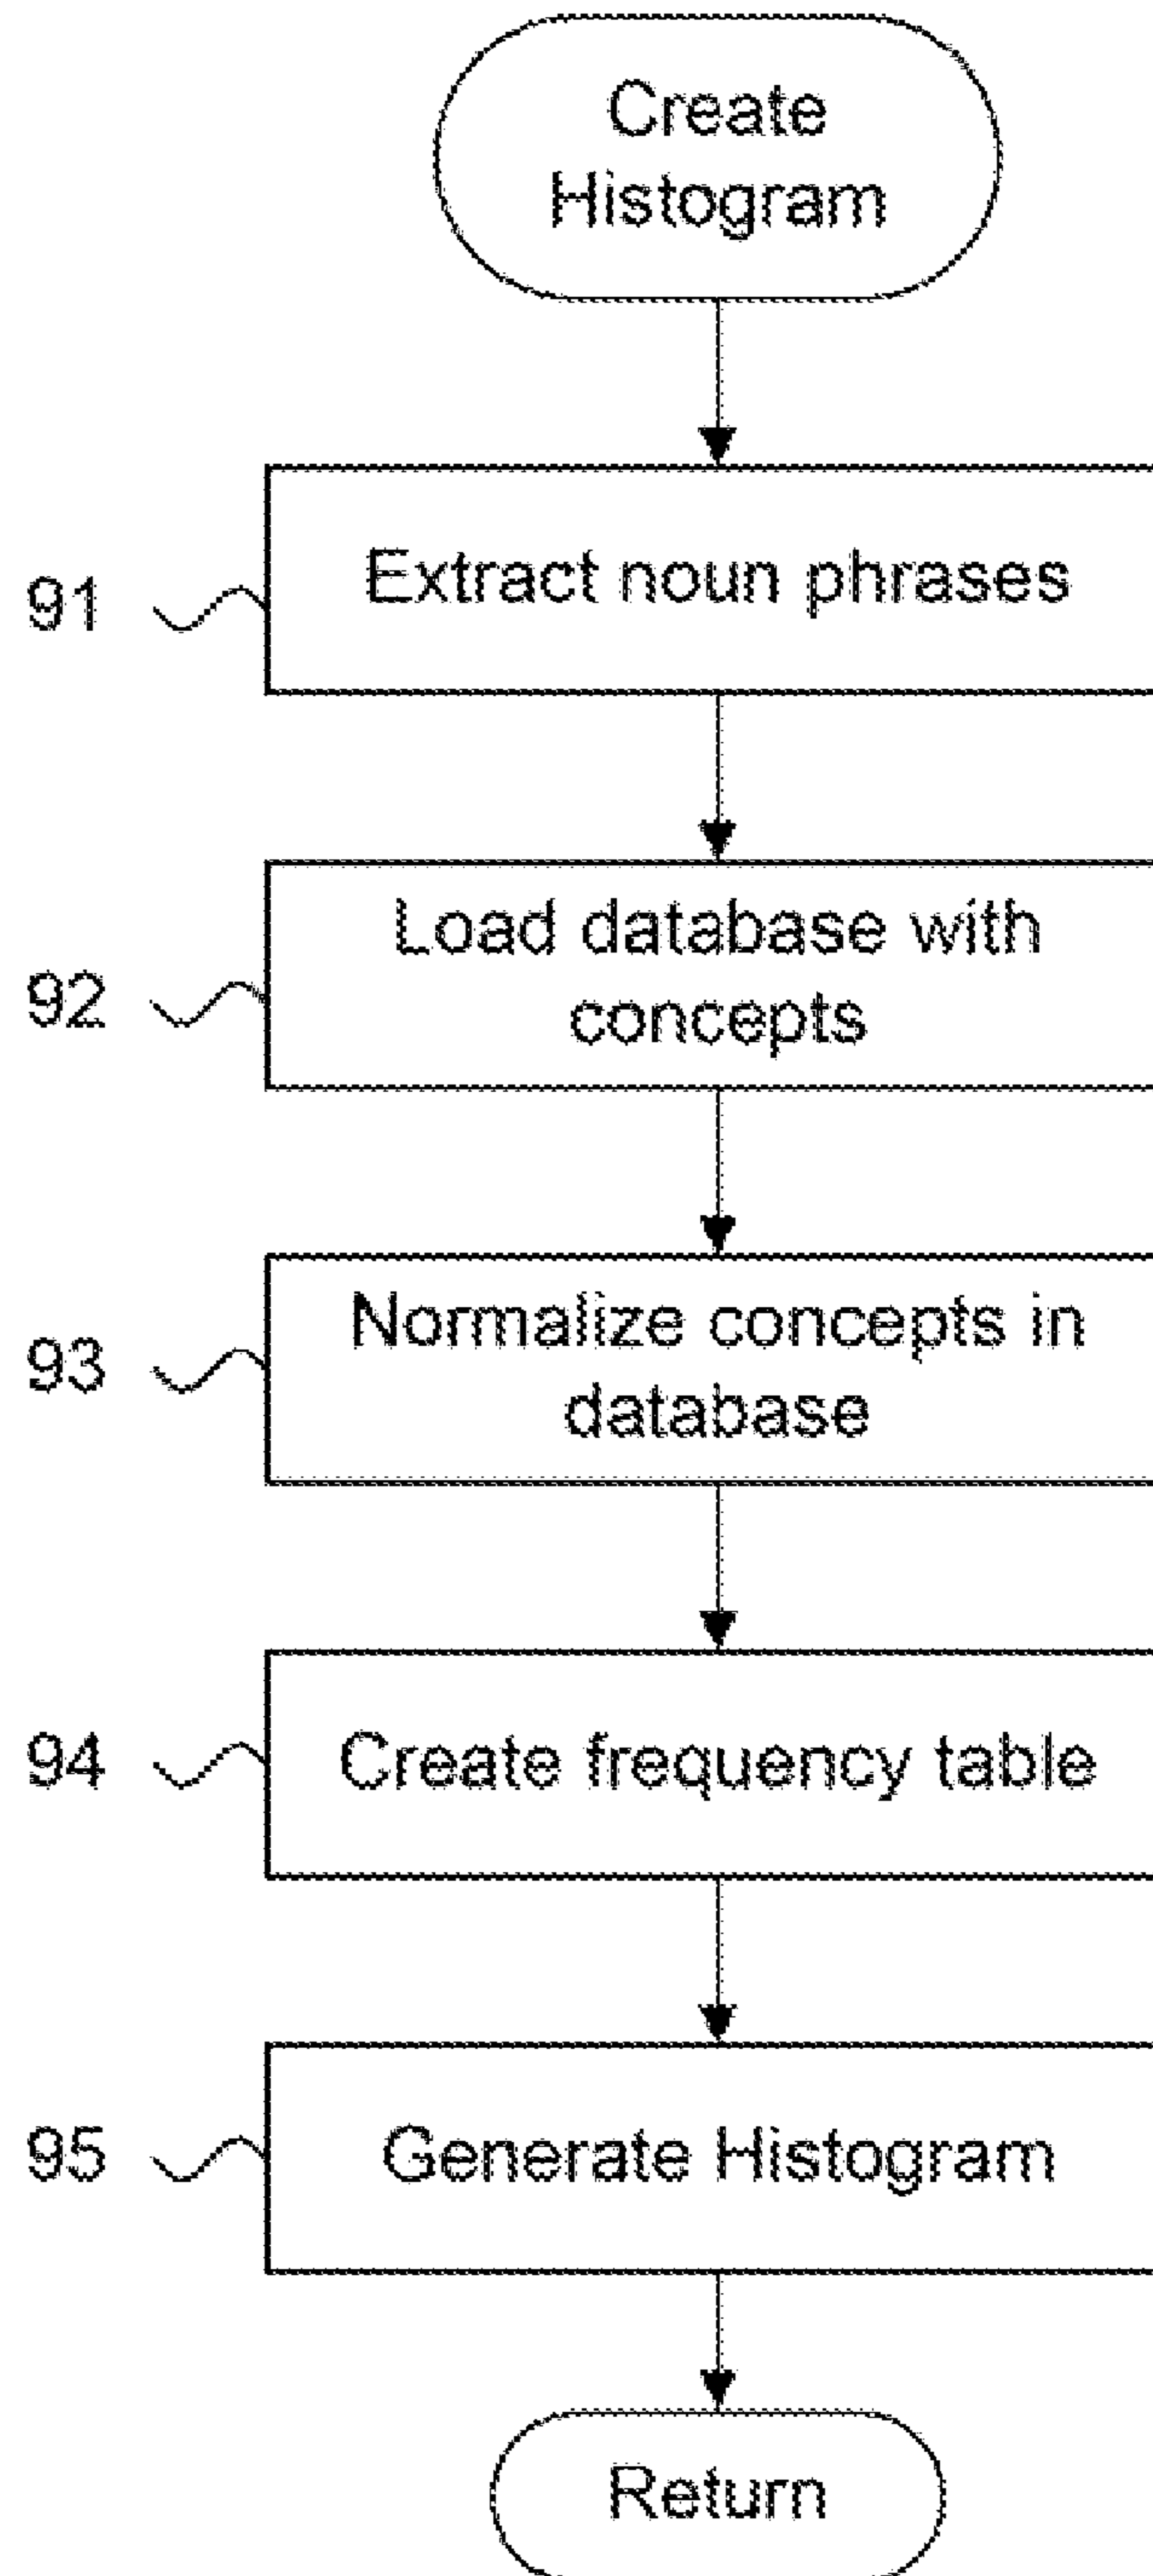 Create
Histogram
91
Extract noun phrases
92
Load database with
concepts
93
Normalize concepts in
database
94
Create frequency table
95
Generate Histogram
Return